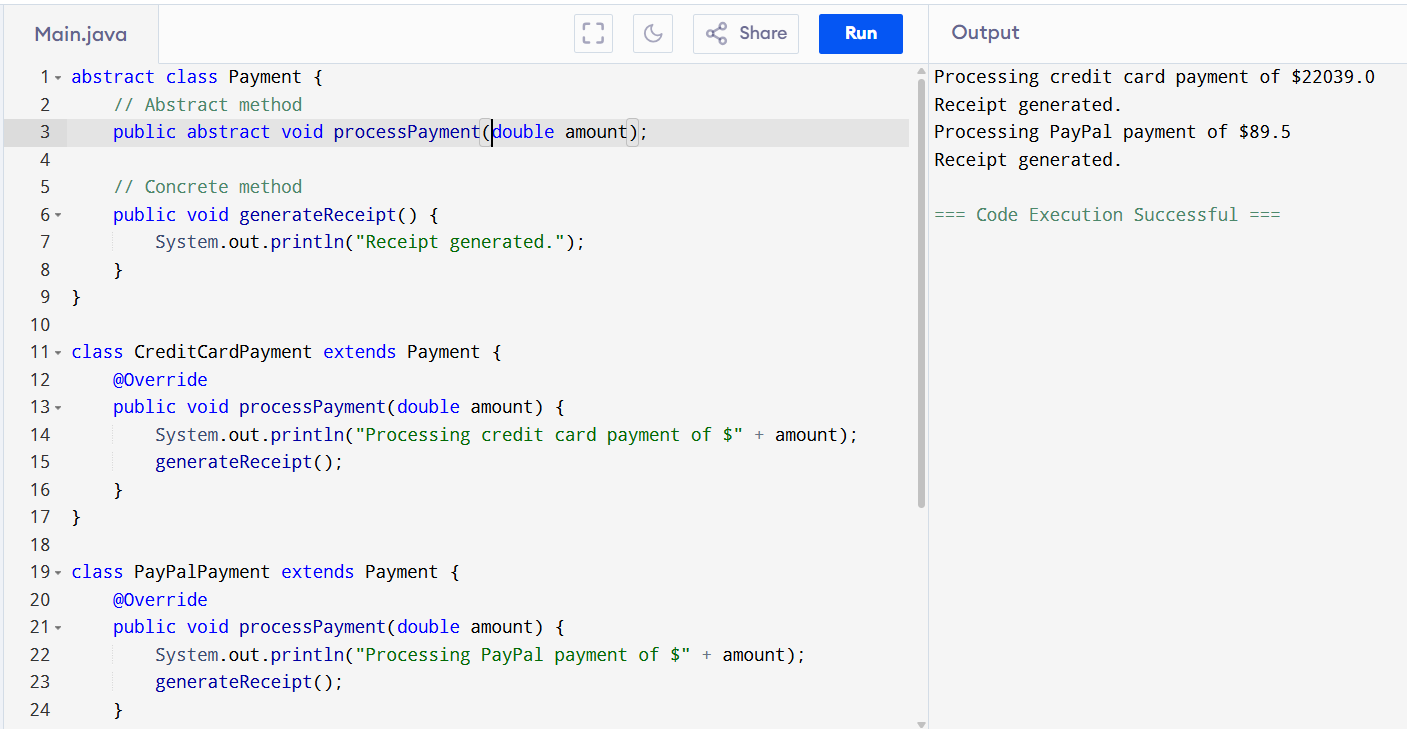 Main.java
Share
Run
Output
1 abstract class Payment {
2     // Abstract method
3     public abstract void processPayment(double amount);
4
5     // Concrete method
6     public void generateReceipt() {
7         System.out.println("Receipt generated.");
8     }
9 }
10
11 class CreditCardPayment extends Payment {
12     @Override
13     public void processPayment(double amount) {
14         System.out.println("Processing credit card payment of $" + amount);
15         generateReceipt();
16     }
17 }
18
19 class PayPalPayment extends Payment {
20     @Override
21     public void processPayment(double amount) {
22         System.out.println("Processing PayPal payment of $" + amount);
23         generateReceipt();
24     }
Processing credit card payment of $22039.0
Receipt generated.
Processing PayPal payment of $89.5
Receipt generated.
=== Code Execution Successful ===